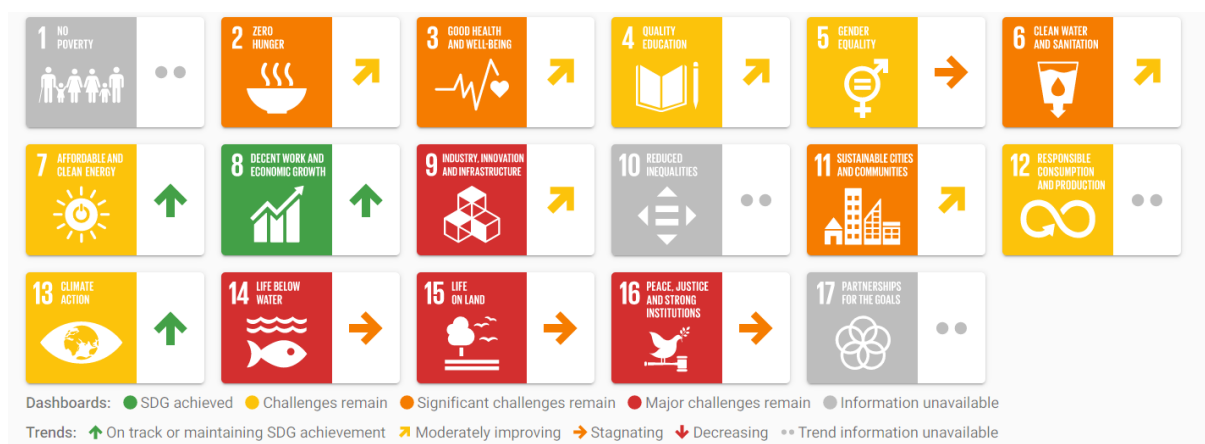 1 NO
POVERTY
2 ZERO
HUNGER
3 GOOD HEALTH
AND WELL-BEING
4 QUALITY
EDUCATION
5 GENDER
EQUALITY
6 CLEAN WATER
AND SANITATION
7 AFFORDABLE AND
CLEAN ENERGY
8 DECENT WORK AND
ECONOMIC GROWTH
9 INDUSTRY, INNOVATION
AND INFRASTRUCTURE
10 REDUCED
INEQUALITIES
11 SUSTAINABLE CITIES
AND COMMUNITIES
12 RESPONSIBLE
CONSUMPTION
AND PRODUCTION
13 CLIMATE
ACTION
14 LIFE BELOW
WATER
15 LIFE
ON LAND
16 PEACE, JUSTICE
AND STRONG
INSTITUTIONS
17 PARTNERSHIPS
FOR THE GOALS
Dashboards: SDG achieved Challenges remain Significant challenges remain Major challenges remain Information unavailable
Trends: On track or maintaining SDG achievement Moderately improving Stagnating Decreasing Trend information unavailable